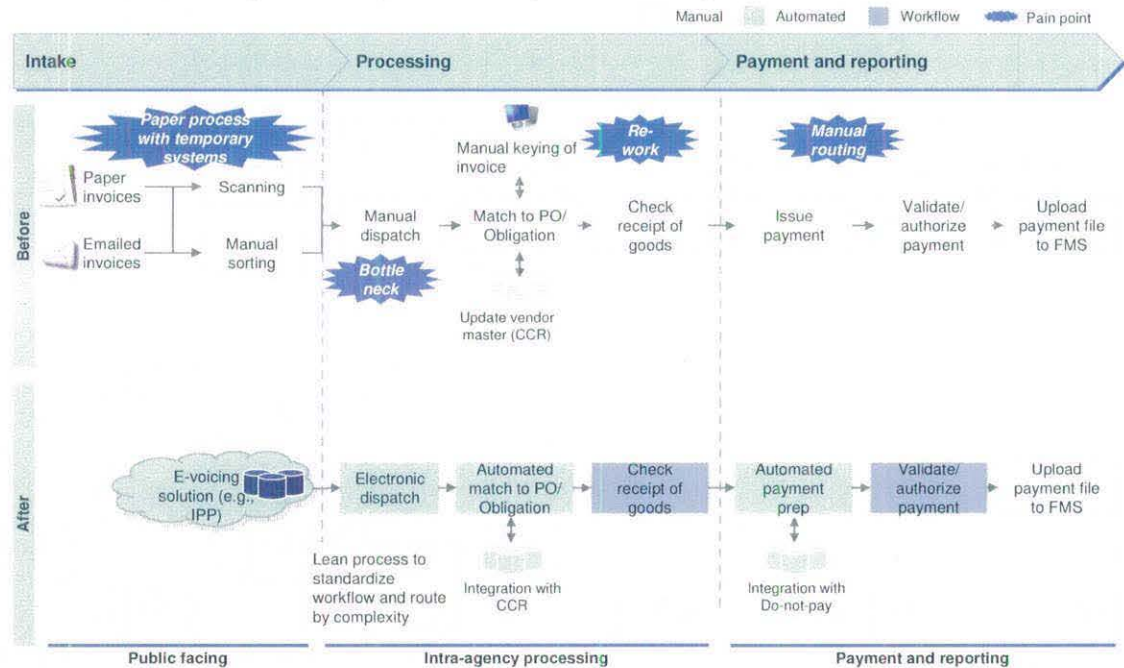 Manual
Automated
Workflow
Pain point
Intake
Processing
Payment and reporting
Before
Paper process
with temporary
systems
Paper
invoices
Emailed
invoices
Scanning
Manual
sorting
Manual
dispatch
Bottle
neck
Manual keying of
invoice
Match to PO/
Obligation
Update vendor
master (CCR)
Re-
work
Check
receipt of
goods
Manual
routing
Issue
payment
Validate/
authorize
payment
Upload
payment file
to FMS
After
E-voicing
solution (e.g.,
IPP)
Electronic
dispatch
Lean process to
standardize
workflow and route
by complexity
Automated
match to PO/
Obligation
Integration with
CCR
Check
receipt of
goods
Automated
payment
prep
Integration with
Do-not-pay
Validate/
authorize
payment
Upload
payment file
to FMS
Public facing
Intra-agency processing
Payment and reporting